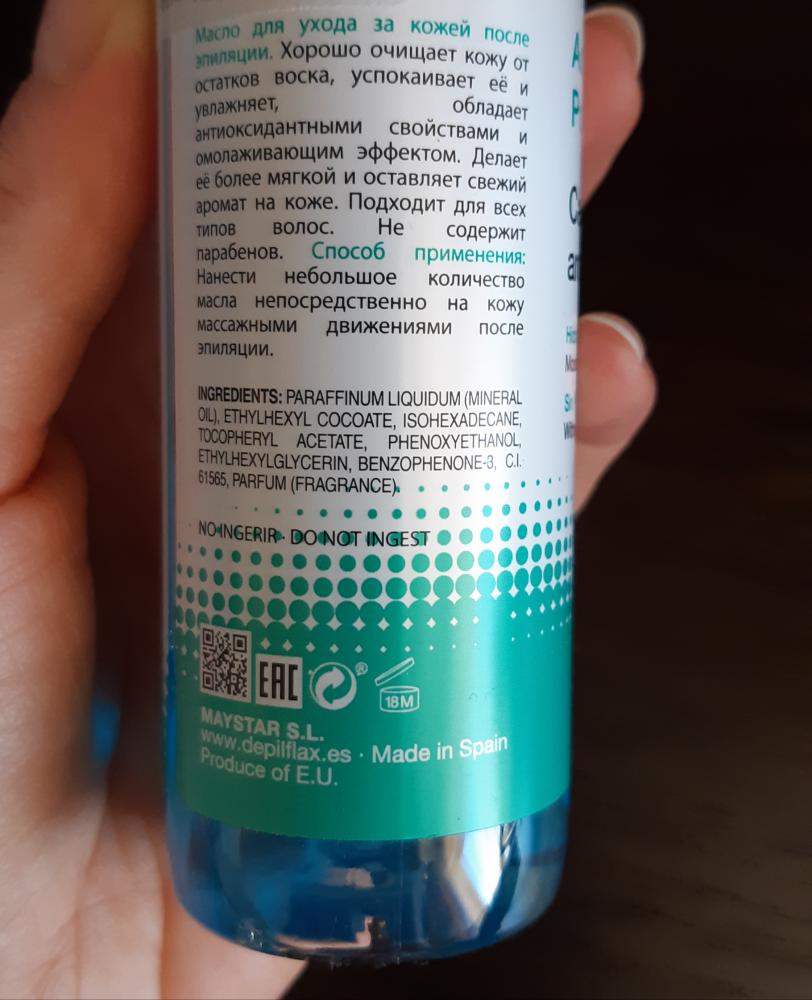 Масло для ухода за кожей после
эпиляции. Хорошо очищает кожу от
остатков воска, успокаивает её и
увлажняет, обладает
антиоксидантными свойствами и
омолаживающим эффектом. Делает
её более мягкой и оставляет свежий
аромат на коже. Подходит для всех
типов волос. Не содержит
парабенов. Способ применения:
Нанести небольшое количество
масла непосредственно на кожу
массажными движениями после
эпиляции.
INGREDIENTS: PARAFFINUM LIQUIDUM (MINERAL
OIL), ETHYLHEXYL COCOATE, ISOHEXADECANE,
TOCOPHERYL ACETATE, PHENOXYETHANOL,
ETHYLHEXYLGLYCERIN, BENZOPHENONE-3, C.I.
61565, PARFUM (FRAGRANCE).
NO INGERIR · DO NOT INGEST
EAC ® 18M
MAYSTAR S.L.
www.depilflax.es · Made in Spain
Produce of E.U.